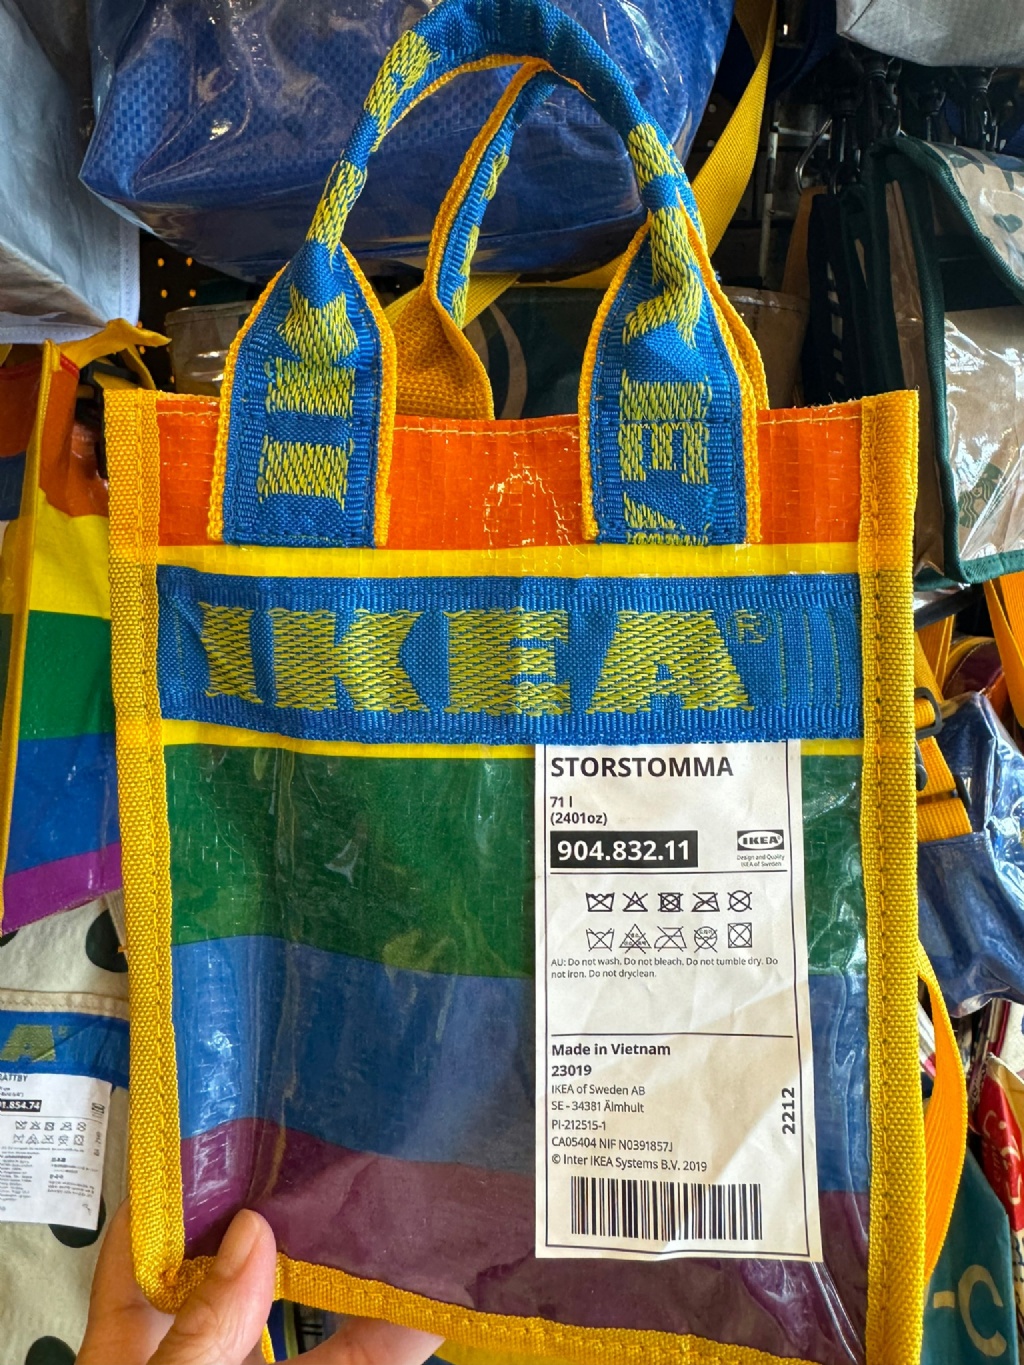 IKEA®
STORSTOMMA
71 l
(2401oz)
904.832.11
IKEA®
Design and Quality
IKEA of Sweden
AU: Do not wash. Do not bleach. Do not tumble dry. Do
not iron. Do not dryclean.
Made in Vietnam
23019
IKEA of Sweden AB
SE - 34381 Älmhult
PI-212515-1
CA05404 NIF N0391857J
© Inter IKEA Systems B.V. 2019
2212